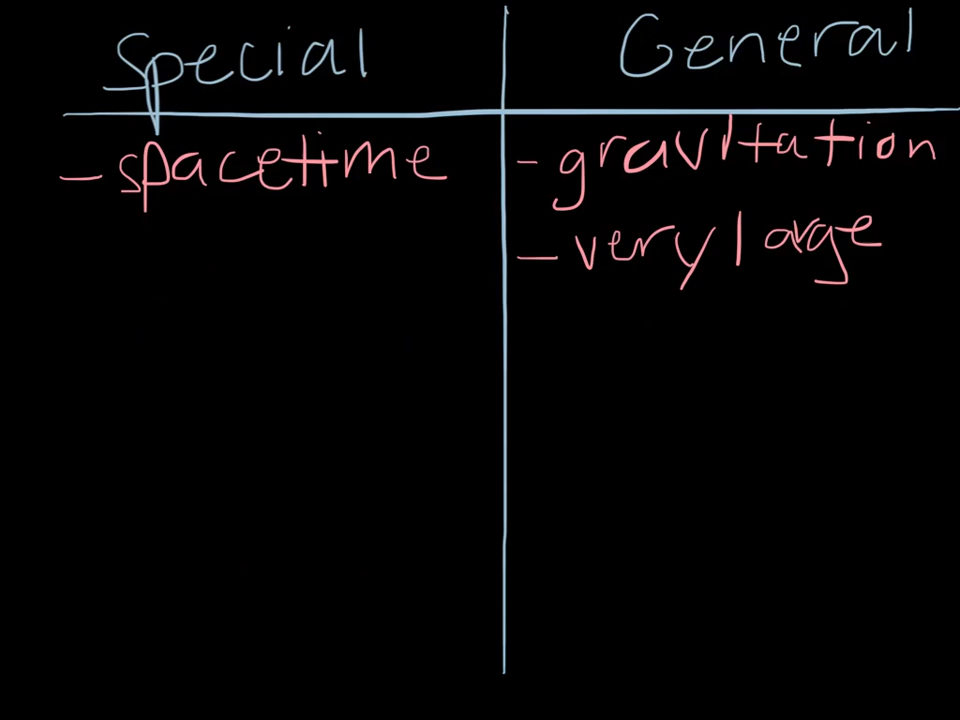 Special
General
- spacetime
- gravitation
- very large